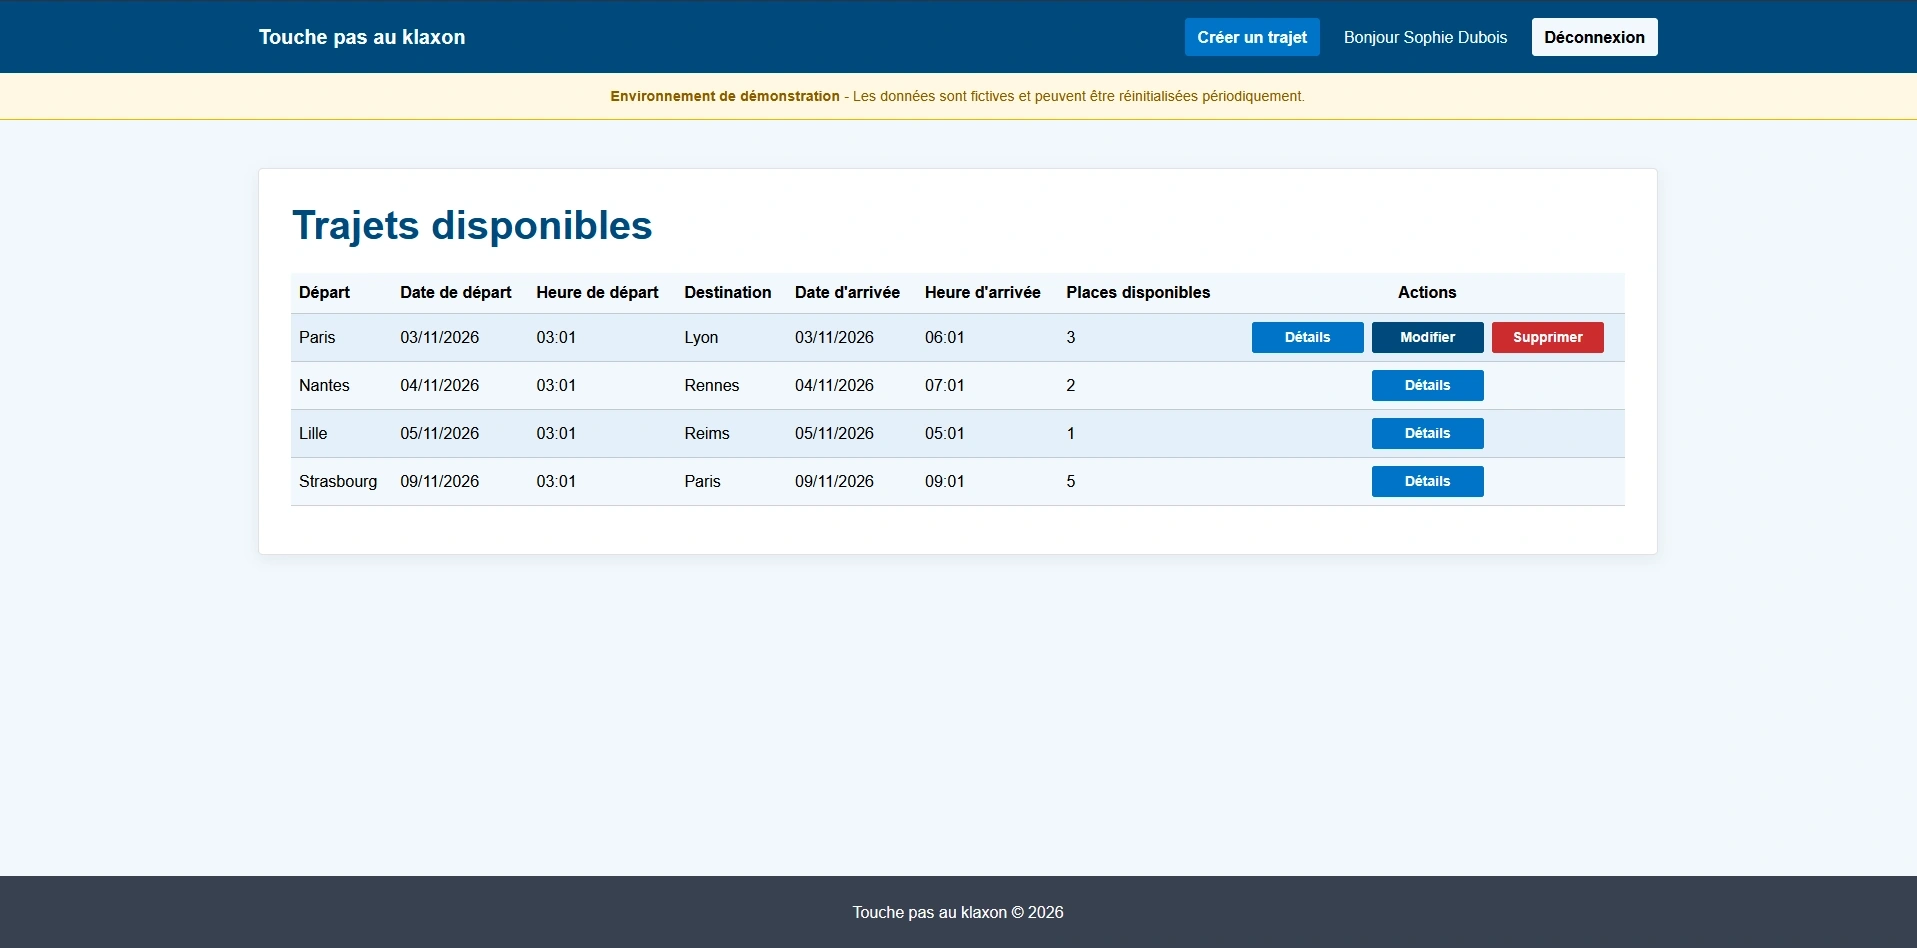 Touche pas au klaxon Créer un trajet Bonjour Sophie Dubois Déconnexion
Environnement de démonstration - Les données sont fictives et peuvent être réinitialisées périodiquement.
Trajets disponibles
Départ Date de départ Heure de départ Destination Date d'arrivée Heure d'arrivée Places disponibles Actions
Paris 03/11/2026 03:01 Lyon 03/11/2026 06:01 3 Détails Modifier Supprimer
Nantes 04/11/2026 03:01 Rennes 04/11/2026 07:01 2 Détails
Lille 05/11/2026 03:01 Reims 05/11/2026 05:01 1 Détails
Strasbourg 09/11/2026 03:01 Paris 09/11/2026 09:01 5 Détails
Touche pas au klaxon © 2026